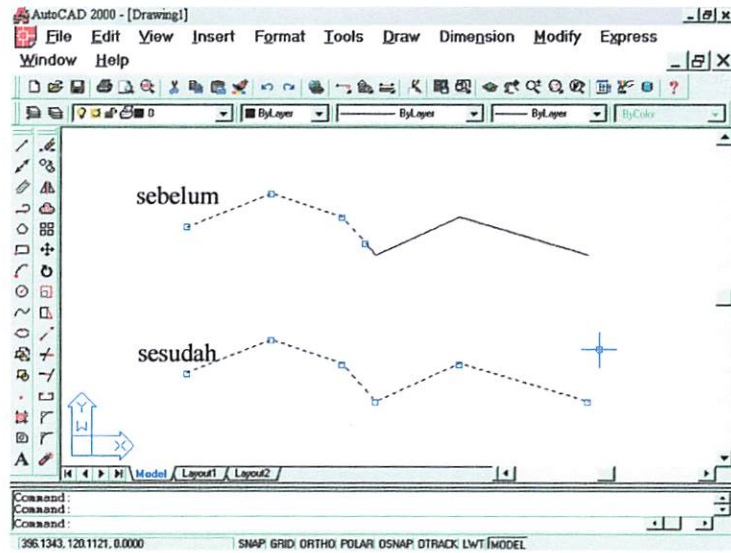 AutoCAD 2000 - [Drawing1]
File Edit View Insert Format Tools Draw Dimension Modify Express
Window Help
0 ByLayer ByLayer ByLayer ByColor
sebelum
sesudah
Y
W
X
Model Layout1 Layout2
Command:
Command:
Command:
396.1343, 120.1121, 0.0000 SNAP GRID ORTHO POLAR OSNAP OTRACK LWT MODEL